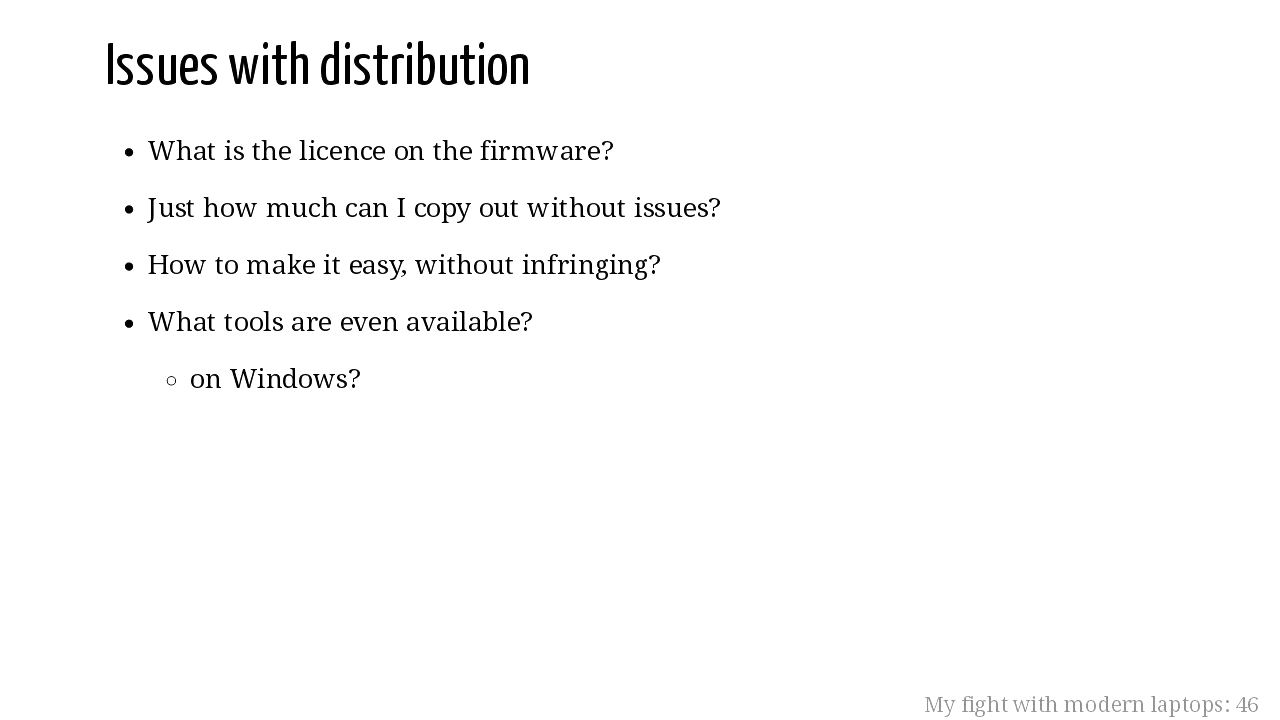 Issues with distribution
• What is the licence on the firmware?
• Just how much can I copy out without issues?
• How to make it easy, without infringing?
• What tools are even available?
◦ on Windows?
My fight with modern laptops: 46